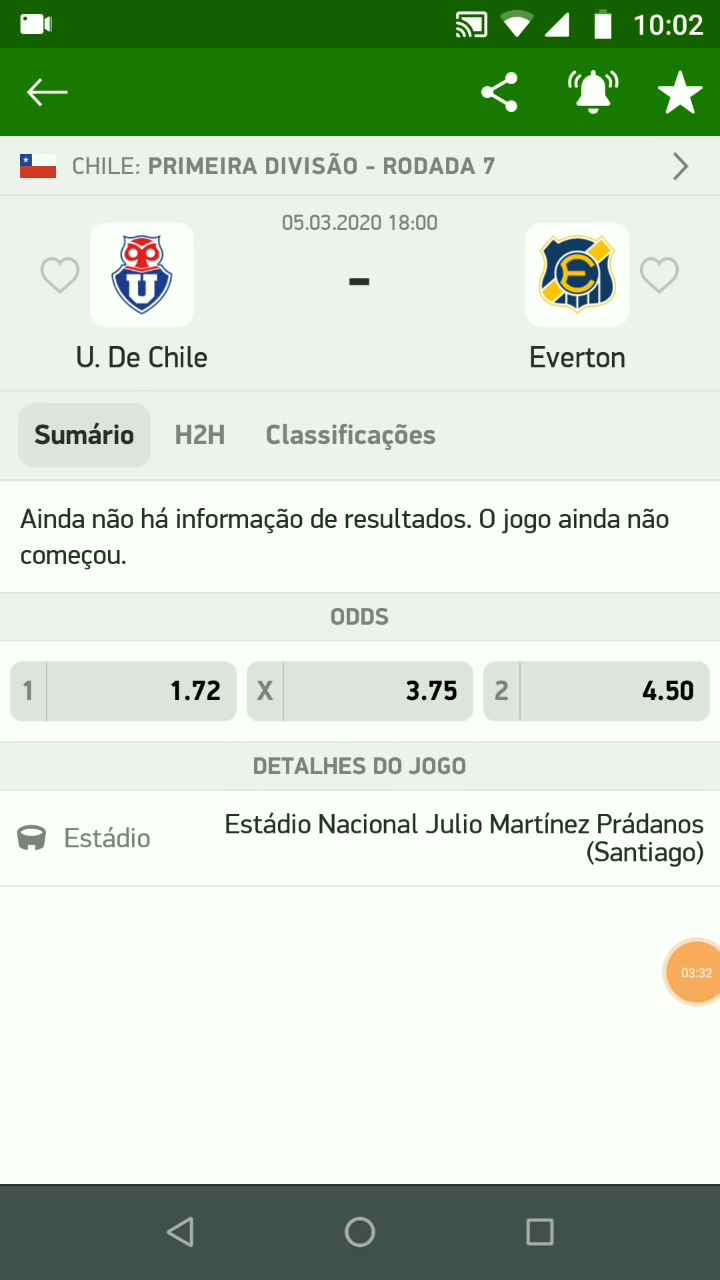 10:02
CHILE: PRIMEIRA DIVISÃO - RODADA 7
05.03.2020 18:00
-
U
E
U. De Chile
Everton
Sumário
H2H
Classificações
Ainda não há informação de resultados. O jogo ainda não
começou.
ODDS
1
1.72
X
3.75
2
4.50
DETALHES DO JOGO
Estádio
Estádio Nacional Julio Martínez Prádanos
(Santiago)
03:32